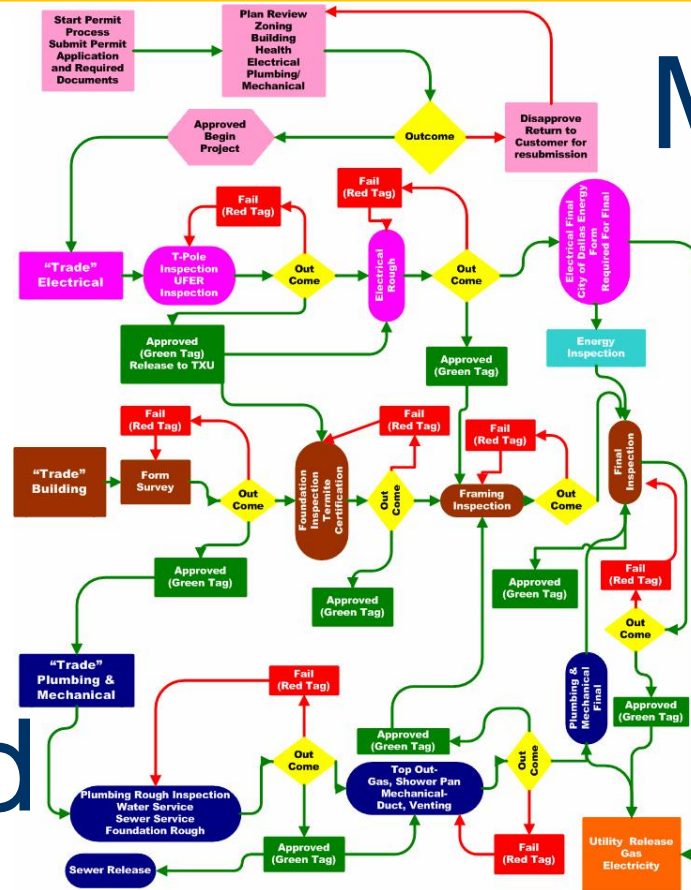 Start Permit
Process
Submit Permit
Application
and Required
Documents
Plan Review
Zoning
Building
Health
Electrical
Plumbing/
Mechanical
M
Approved
Begin
Project
Outcome
Disapprove
Return to
Customer for
resubmission
Fail
(Red Tag)
Fail
(Red Tag)
"Trade"
Electrical
T-Pole
Inspection
UFER
Inspection
Out
Come
Electrical
Rough
Out
Come
Electrical Final
City of Dallas Energy
Form
Required For Final
Approved
(Green Tag)
Release to TXU
Approved
(Green Tag)
Energy
Inspection
Fail
(Red Tag)
Fail
(Red Tag)
Fail
(Red Tag)
"Trade"
Building
Form
Survey
Out
Come
Foundation
Inspection
Termite
Certification
Out
Come
Framing
Inspection
Out
Come
Final
Inspection
Approved
(Green Tag)
Approved
(Green Tag)
Approved
(Green Tag)
Fail
(Red Tag)
Out
Come
"Trade"
Plumbing &
Mechanical
Fail
(Red Tag)
Plumbing &
Mechanical
Final
Approved
(Green Tag)
d
Out
Come
Approved
(Green Tag)
Out
Come
Plumbing Rough Inspection
Water Service
Sewer Service
Foundation Rough
Top Out-
Gas, Shower Pan
Mechanical-
Duct, Venting
Sewer Release
Approved
(Green Tag)
Fail
(Red Tag)
Utility Release
Gas
Electricity